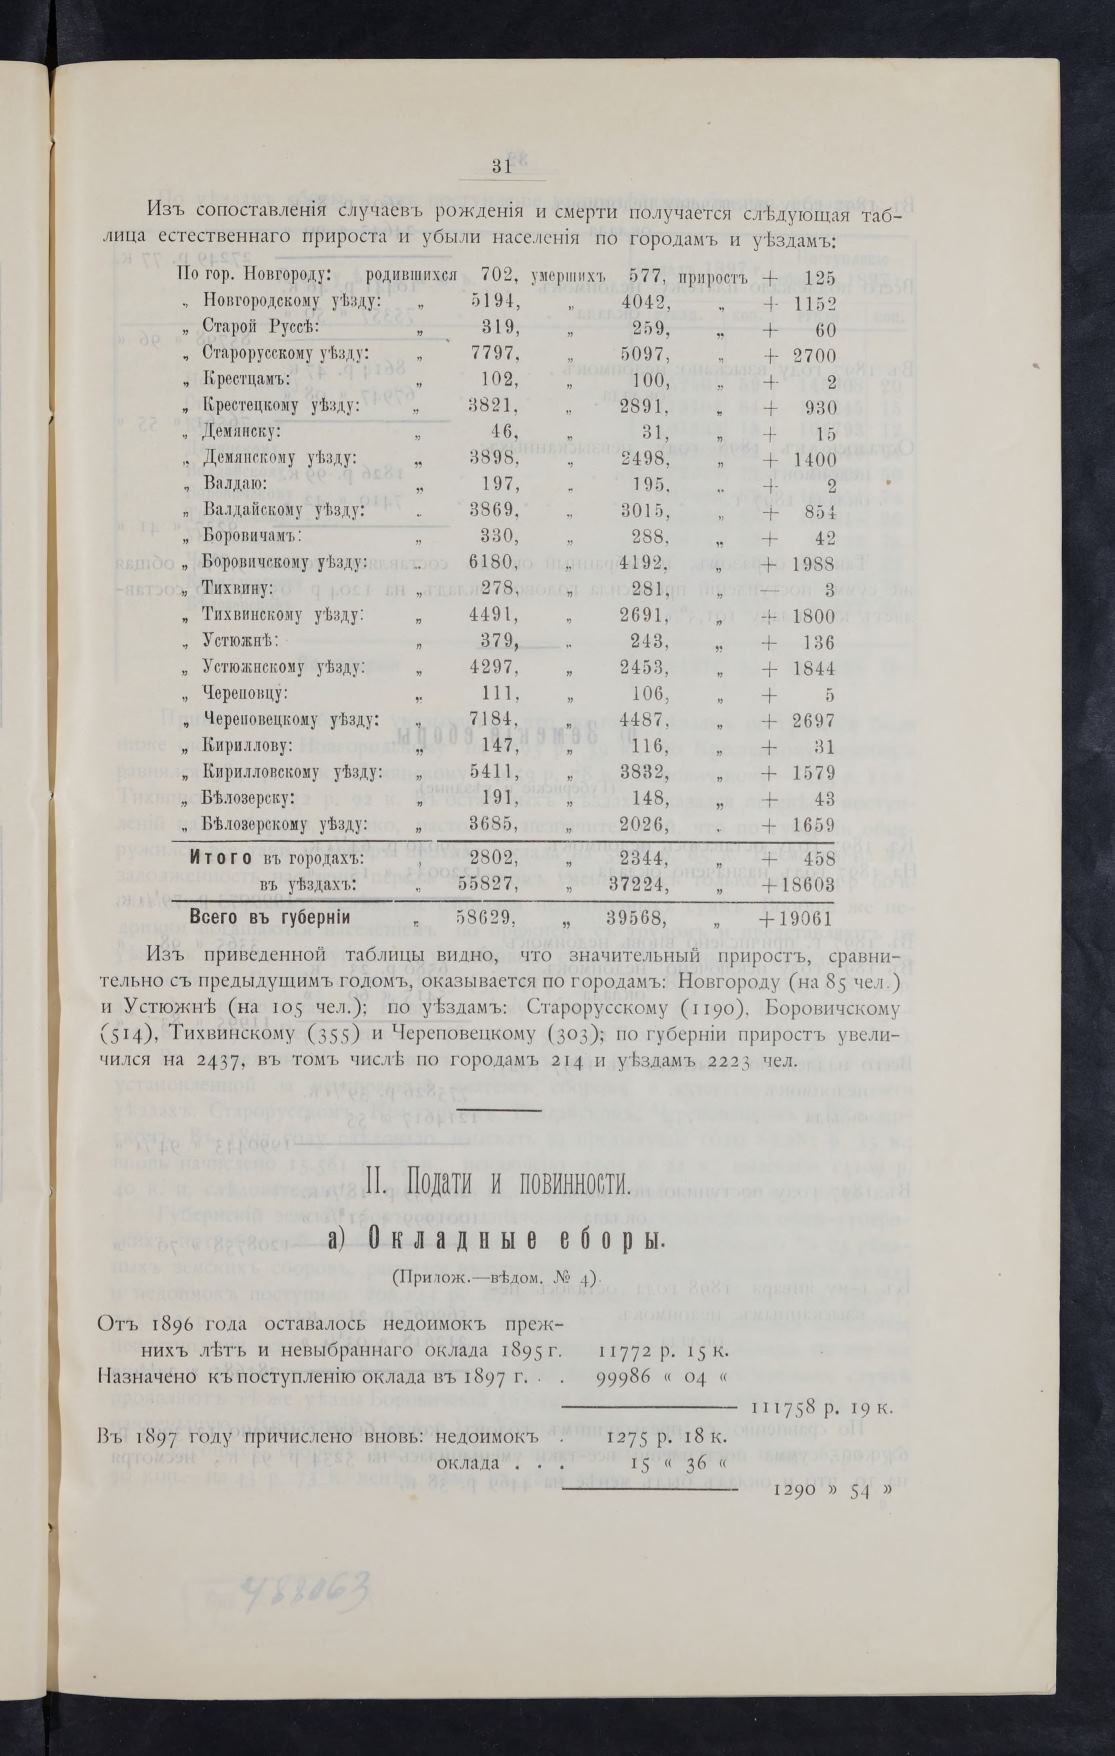 31
Изъ сопоставленія случаевъ рожденія и смерти получается слѣдующая таб-
лица естественнаго прироста и убыли населенія по городамъ и уѣздамъ:
По гор. Новгороду: родившихся 702, умершихъ 577, приростъ + 125
„ Новгородскому уѣзду: „ 5194, „ 4042, „ + 1152
„ Старой Руссѣ: „ 319, „ 259, „ + 60
„ Старорусскому уѣзду: „ 7797, „ 5097, „ + 2700
„ Крестцамъ: „ 102, „ 100, „ + 2
„ Крестецкому уѣзду: „ 3821, „ 2891, „ + 930
„ Демянску: „ 46, „ 31, „ + 15
„ Демянскому уѣзду: „ 3898, „ 2498, „ + 1400
„ Валдаю: „ 197, „ 195, „ + 2
„ Валдайскому уѣзду: „ 3869, „ 3015, „ + 854
„ Боровичамъ: „ 330, „ 288, „ + 42
„ Боровичскому уѣзду: „ 6180, „ 4192, „ + 1988
„ Тихвину: „ 278, „ 281, „ — 3
„ Тихвинскому уѣзду: „ 4491, „ 2691, „ + 1800
„ Устюжнѣ: „ 379, „ 243, „ + 136
„ Устюжнскому уѣзду: „ 4297, „ 2453, „ + 1844
„ Череповцу: „ 111, „ 106, „ + 5
„ Череповецкому уѣзду: „ 7184, „ 4487, „ + 2697
„ Кириллову: „ 147, „ 116, „ + 31
„ Кирилловскому уѣзду: „ 5411, „ 3832, „ + 1579
„ Бѣлозерску: „ 191, „ 148, „ + 43
„ Бѣлозерскому уѣзду: „ 3685, „ 2026, „ + 1659
Итого въ городахъ: „ 2802, „ 2344, „ + 458
въ уѣздахъ: „ 55827, „ 37224, „ +18603
Всего въ губерніи „ 58629, „ 39568, „ +19061
Изъ приведенной таблицы видно, что значительный приростъ, сравни-
тельно съ предыдущимъ годомъ, оказывается по городамъ: Новгороду (на 85 чел.)
и Устюжнѣ (на 105 чел.); по уѣздамъ: Старорусскому (1190), Боровичскому
(514), Тихвинскому (355) и Череповецкому (303); по губерніи приростъ увели-
чился на 2437, въ томъ числѣ по городамъ 214 и уѣздамъ 2223 чел.
II. Подати и повинности.
а) Окладные сборы.
(Прилож.—вѣдом. № 4).
Отъ 1896 года оставалось недоимокъ преж-
нихъ лѣтъ и невыбраннаго оклада 1895 г. 11772 р. 15 к.
Назначено къ поступленію оклада въ 1897 г. . . 99986 « 04 «
111758 р. 19 к.
Въ 1897 году причислено вновь: недоимокъ . 1275 р. 18 к.
оклада . . . 15 « 36 «
1290 » 54 »
488063